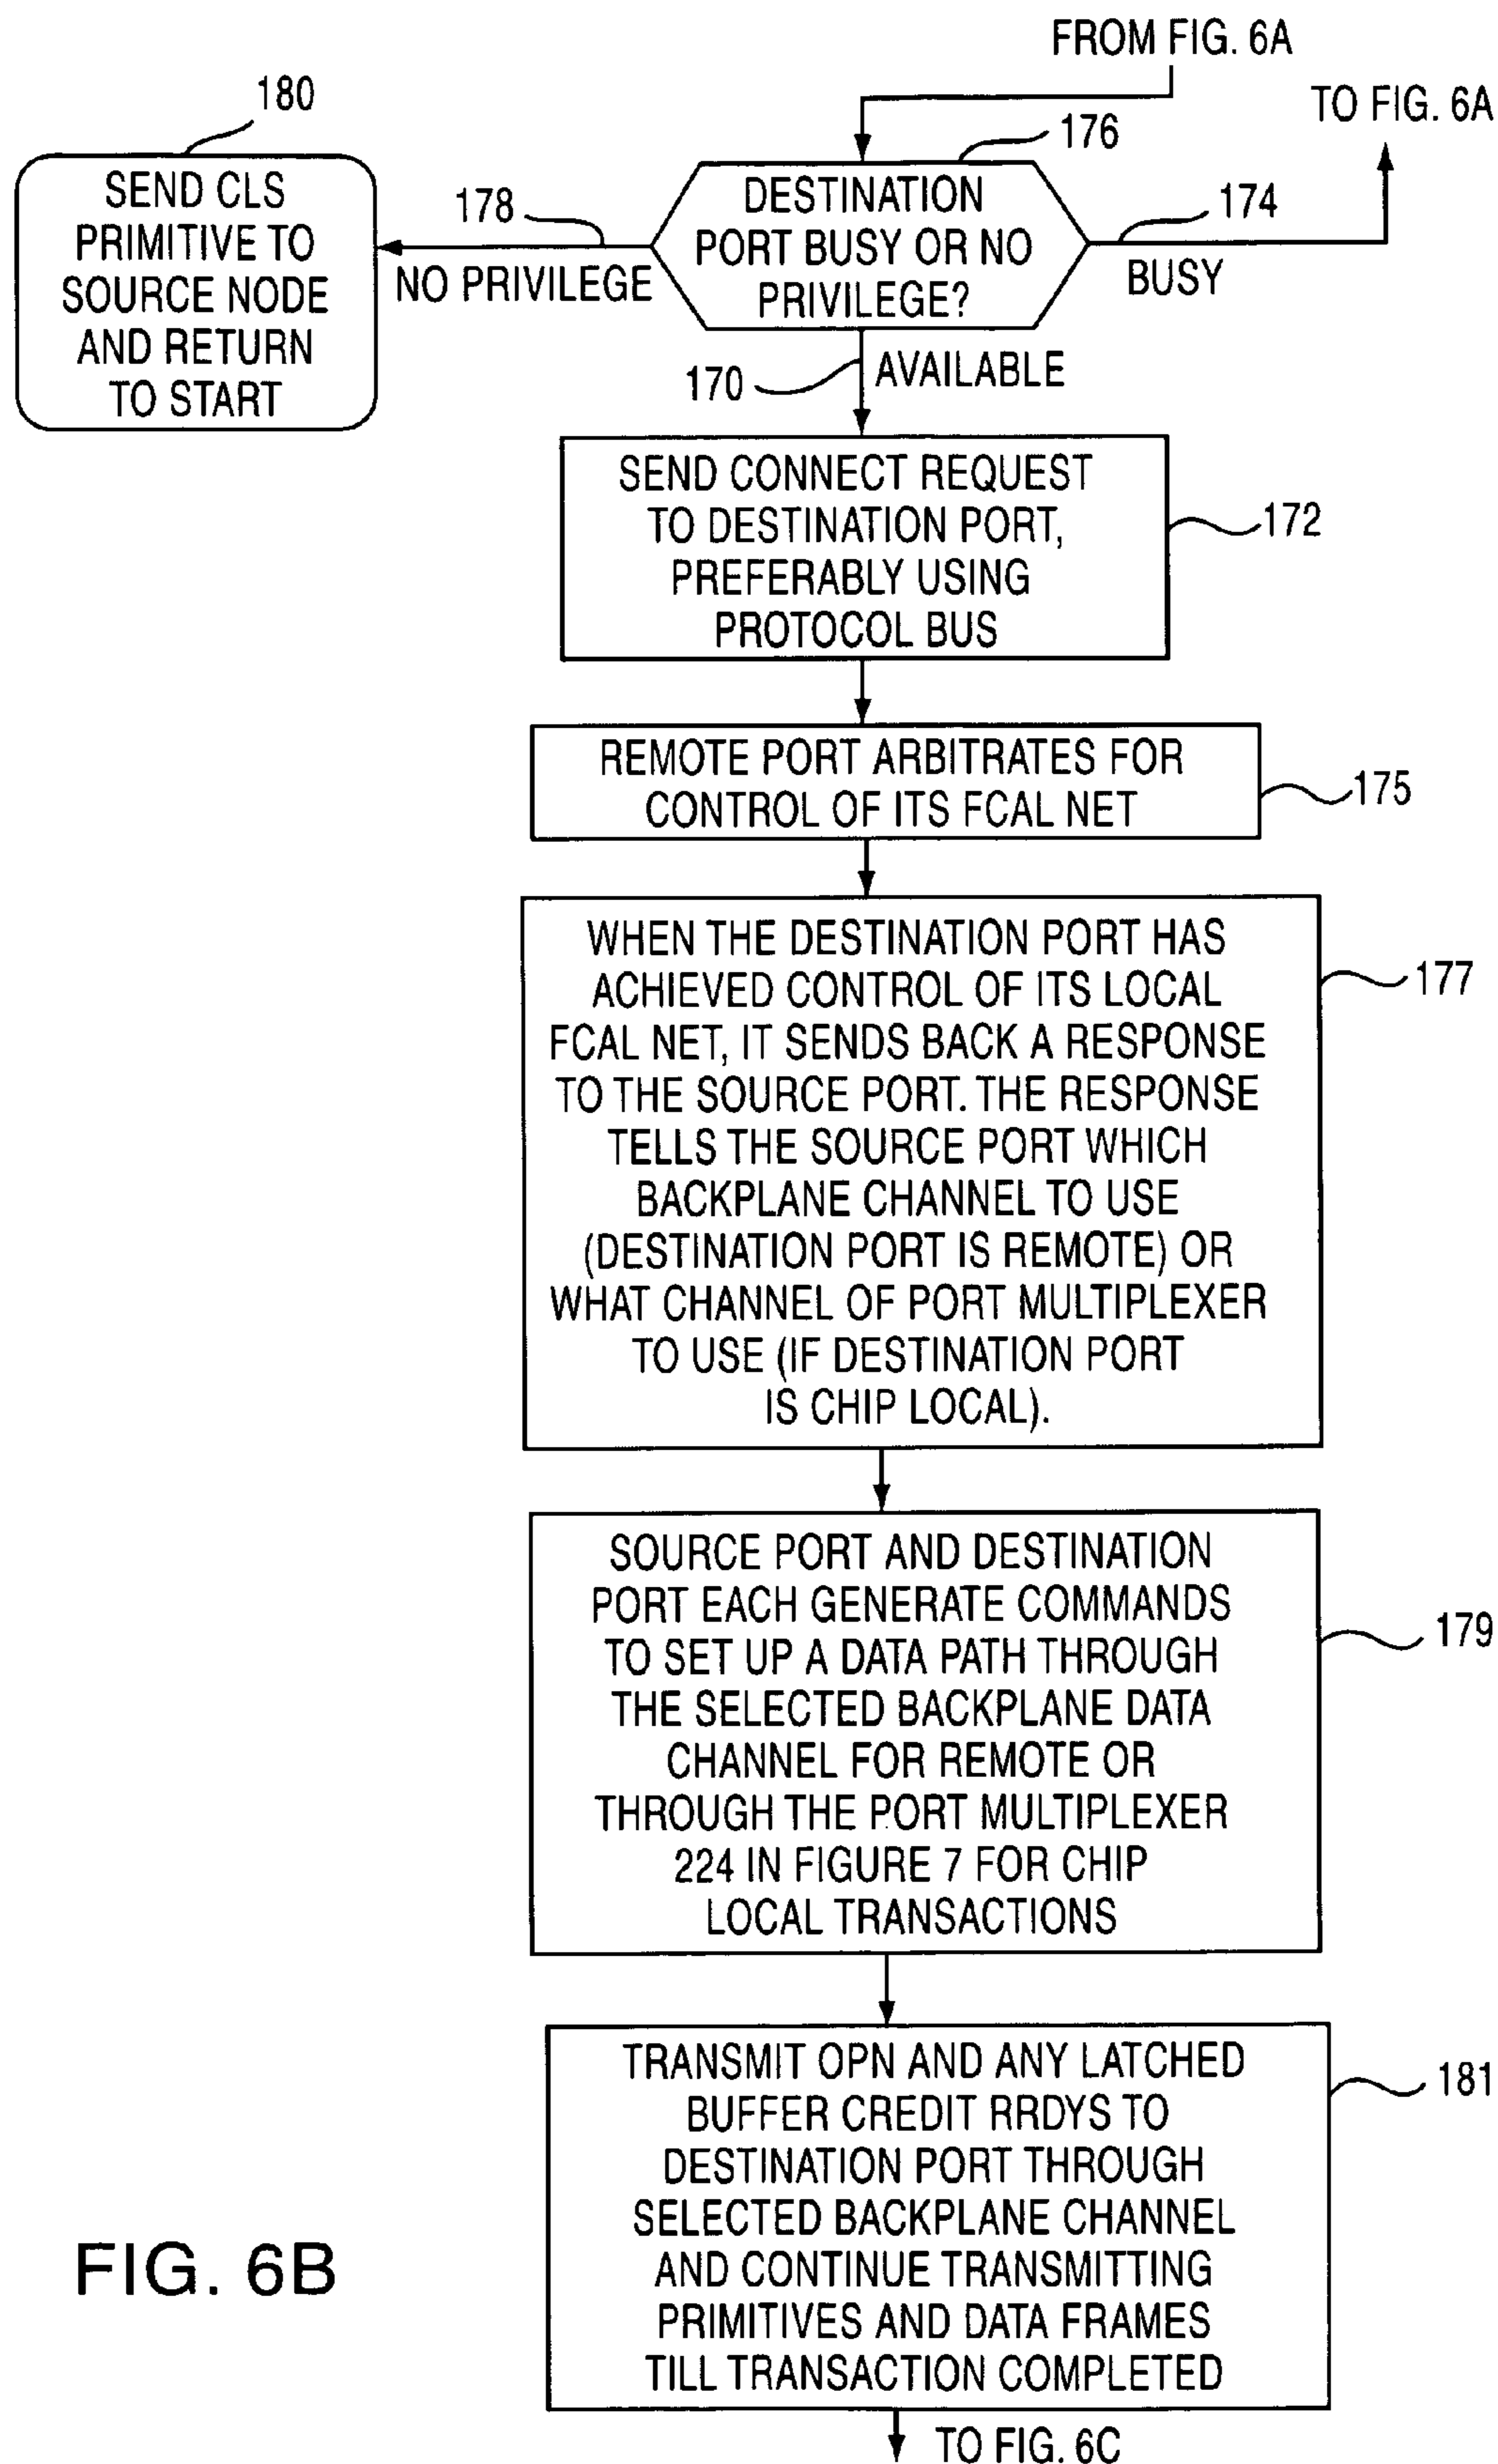 FROM FIG. 6A
TO FIG. 6A
180
176
SEND CLS
PRIMITIVE TO
SOURCE NODE
AND RETURN
TO START
178
NO PRIVILEGE
DESTINATION
PORT BUSY OR NO
PRIVILEGE?
174
BUSY
170
AVAILABLE
SEND CONNECT REQUEST
TO DESTINATION PORT,
PREFERABLY USING
PROTOCOL BUS
172
REMOTE PORT ARBITRATES FOR
CONTROL OF ITS FCAL NET
175
WHEN THE DESTINATION PORT HAS
ACHIEVED CONTROL OF ITS LOCAL
FCAL NET, IT SENDS BACK A RESPONSE
TO THE SOURCE PORT. THE RESPONSE
TELLS THE SOURCE PORT WHICH
BACKPLANE CHANNEL TO USE
(DESTINATION PORT IS REMOTE) OR
WHAT CHANNEL OF PORT MULTIPLEXER
TO USE (IF DESTINATION PORT
IS CHIP LOCAL).
177
SOURCE PORT AND DESTINATION
PORT EACH GENERATE COMMANDS
TO SET UP A DATA PATH THROUGH
THE SELECTED BACKPLANE DATA
CHANNEL FOR REMOTE OR
THROUGH THE PORT MULTIPLEXER
224 IN FIGURE 7 FOR CHIP
LOCAL TRANSACTIONS
179
TRANSMIT OPN AND ANY LATCHED
BUFFER CREDIT RRDYS TO
DESTINATION PORT THROUGH
SELECTED BACKPLANE CHANNEL
AND CONTINUE TRANSMITTING
PRIMITIVES AND DATA FRAMES
TILL TRANSACTION COMPLETED
181
FIG. 6B
TO FIG. 6C